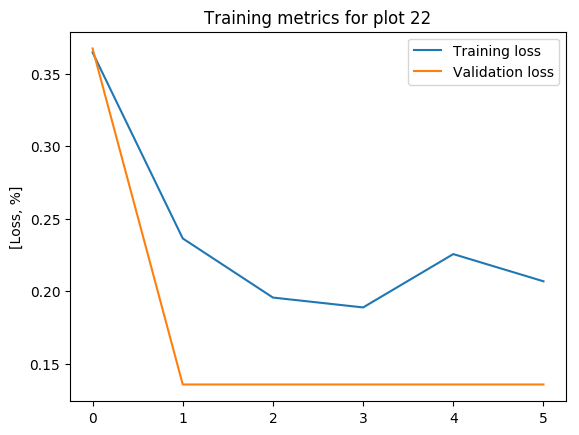 Training metrics for plot 22
Training loss
Validation loss
[Loss, %]
0.35
0.30
0.25
0.20
0.15
0 1 2 3 4 5